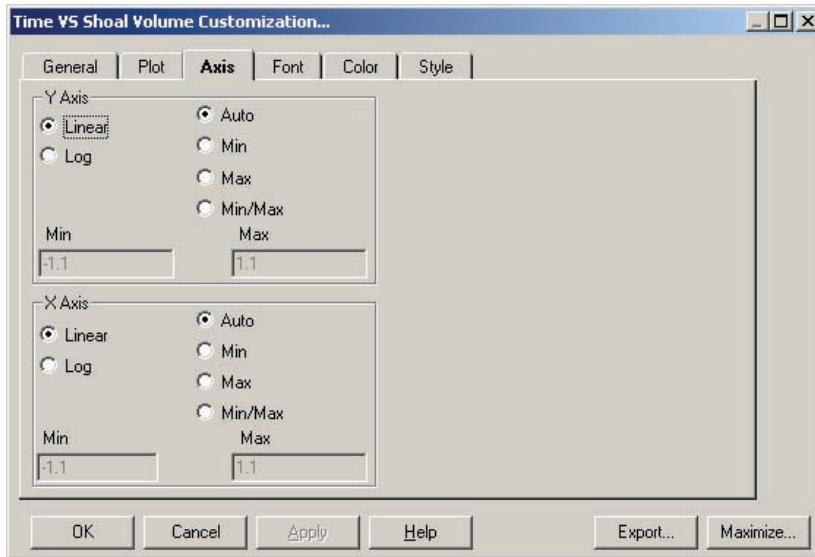 Time VS Shoal Volume Customization...
General Plot Axis Font Color Style
Y Axis
Linear
Log
Auto
Min
Max
Min/Max
Min Max
-1.1 1.1
X Axis
Linear
Log
Auto
Min
Max
Min/Max
Min Max
-1.1 1.1
OK Cancel Apply Help Export... Maximize...